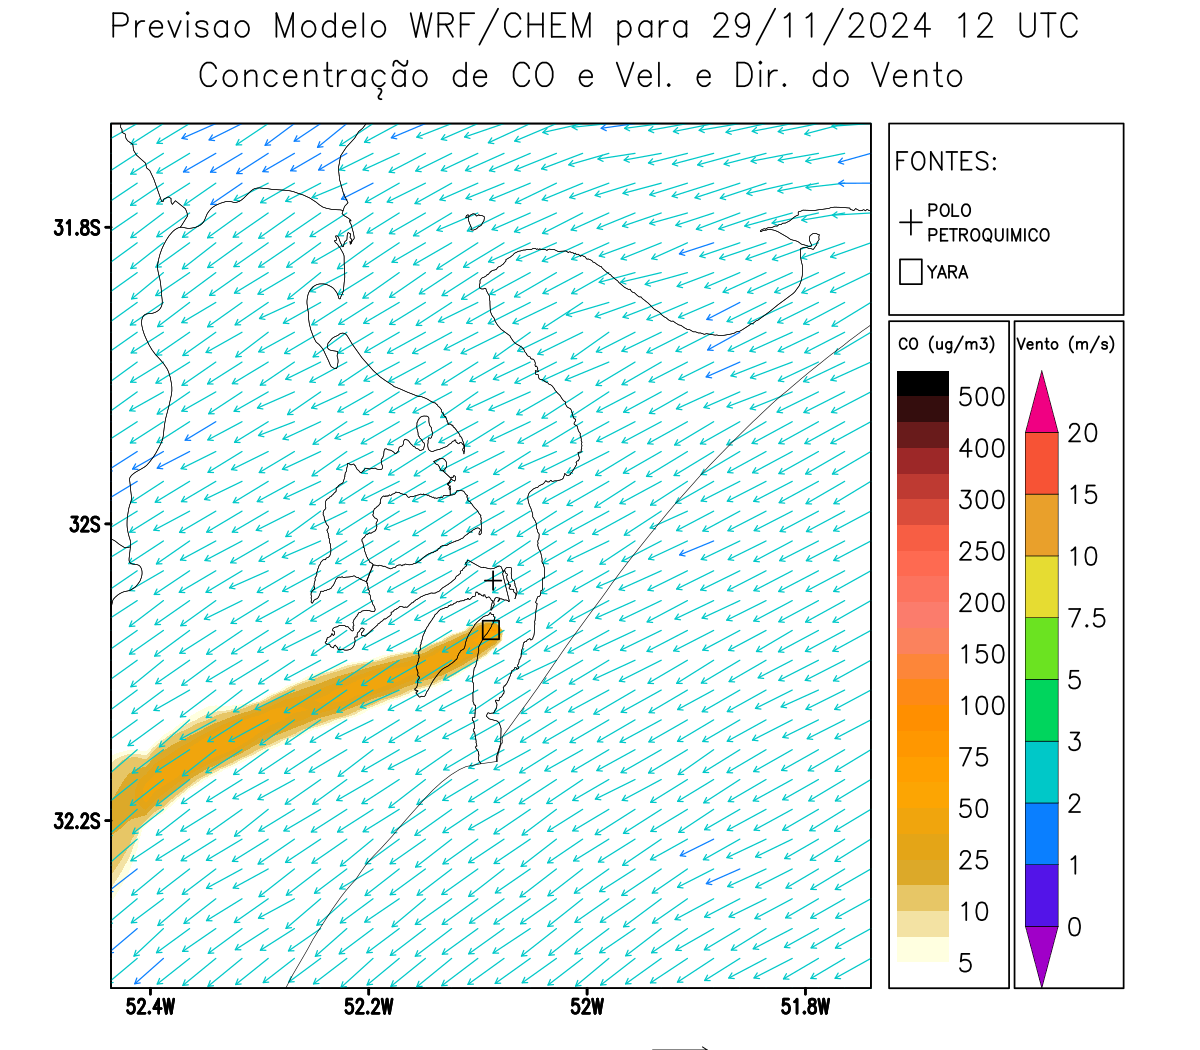 Previsao Modelo WRF/CHEM para 29/11/2024 12 UTC
Concentração de CO e Vel. e Dir. do Vento
FONTES:
POLO
PETROQUIMICO
YARA
31.8S
32S
32.2S
52.4W
52.2W
52W
51.8W
CO (ug/m3)
500
400
300
250
200
150
100
75
50
25
10
5
Vento (m/s)
20
15
10
7.5
5
3
2
1
0